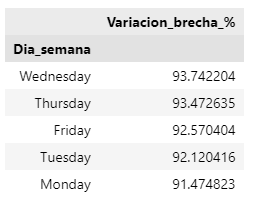 Variacion_brecha_%
Dia_semana
Wednesday 93.742204
Thursday 93.472635
Friday 92.570404
Tuesday 92.120416
Monday 91.474823